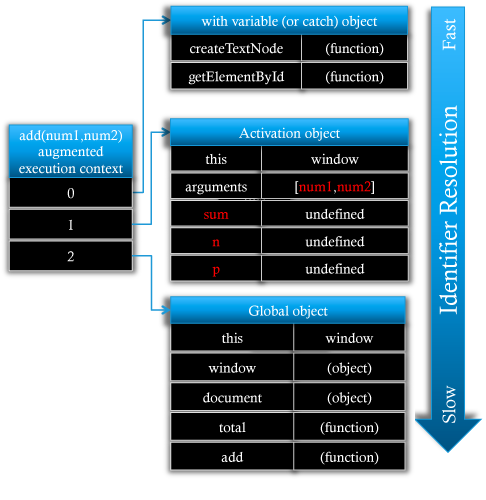 with variable (or catch) object
createTextNode (function)
getElementById (function)
add(num1,num2)
augmented
execution context
0
1
2
Activation object
this window
arguments [num1,num2]
sum undefined
n undefined
p undefined
Global object
this window
window (object)
document (object)
total (function)
add (function)
Fast
Identifier Resolution
Slow